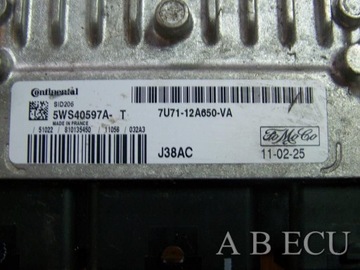 Continental
SID206
5WS40597A- T
MADE IN FRANCE
7U71-12A650-VA
51022 / 810135450 11056 032A3
J38AC
FoMoCo
11-02-25
A B ECU